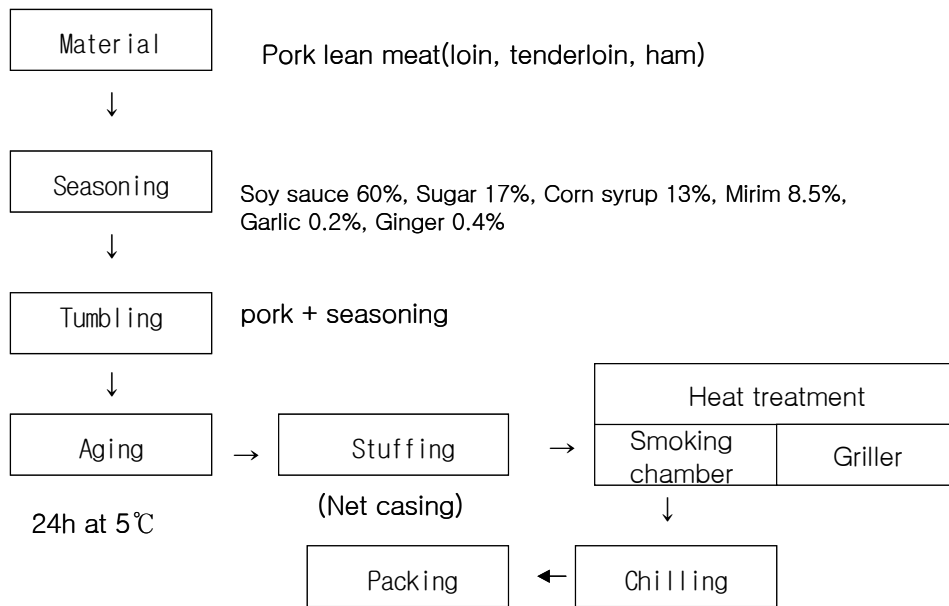 Material
Pork lean meat(loin, tenderloin, ham)
↓
Seasoning
Soy sauce 60%, Sugar 17%, Corn syrup 13%, Mirim 8.5%,
Garlic 0.2%, Ginger 0.4%
↓
Tumbling
pork + seasoning
↓
Heat treatment
Aging → Stuffing → Smoking chamber Griller
24h at 5℃
(Net casing)
↓
Packing ← Chilling